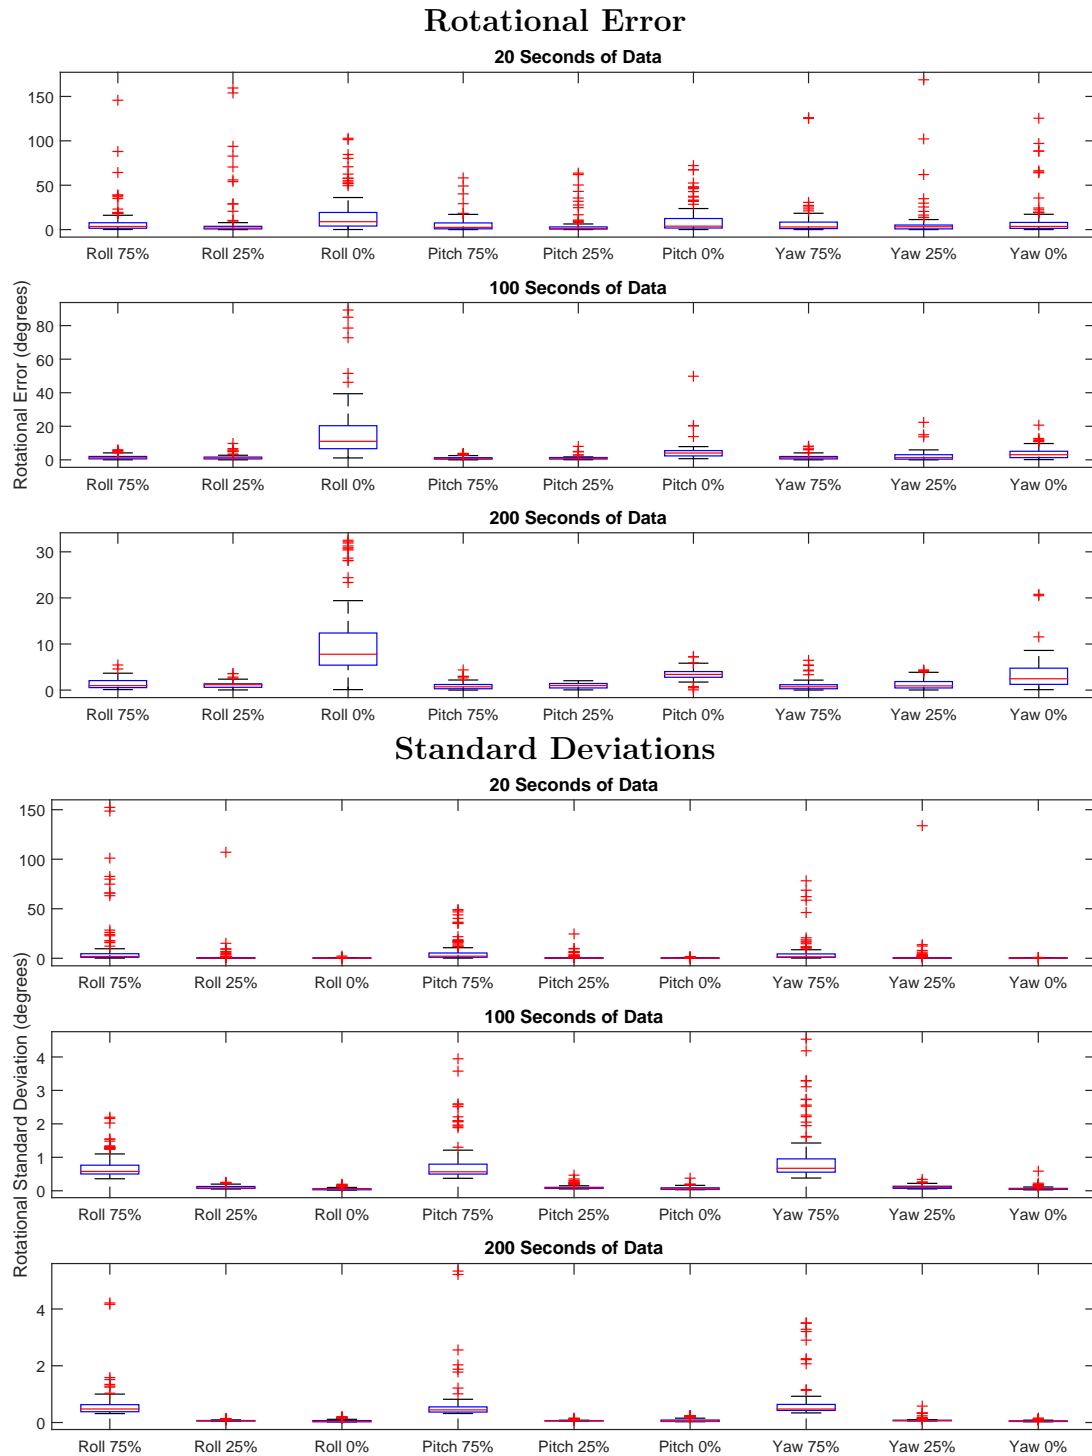 Rotational Error
20 Seconds of Data
150
100
50
0
Roll 75% Roll 25% Roll 0% Pitch 75% Pitch 25% Pitch 0% Yaw 75% Yaw 25% Yaw 0%
Rotational Error (degrees)
100 Seconds of Data
80
60
40
20
0
Roll 75% Roll 25% Roll 0% Pitch 75% Pitch 25% Pitch 0% Yaw 75% Yaw 25% Yaw 0%
200 Seconds of Data
30
20
10
0
Roll 75% Roll 25% Roll 0% Pitch 75% Pitch 25% Pitch 0% Yaw 75% Yaw 25% Yaw 0%
Standard Deviations
20 Seconds of Data
150
100
50
0
Roll 75% Roll 25% Roll 0% Pitch 75% Pitch 25% Pitch 0% Yaw 75% Yaw 25% Yaw 0%
Rotational Standard Deviation (degrees)
100 Seconds of Data
4
3
2
1
0
Roll 75% Roll 25% Roll 0% Pitch 75% Pitch 25% Pitch 0% Yaw 75% Yaw 25% Yaw 0%
200 Seconds of Data
4
2
0
Roll 75% Roll 25% Roll 0% Pitch 75% Pitch 25% Pitch 0% Yaw 75% Yaw 25% Yaw 0%